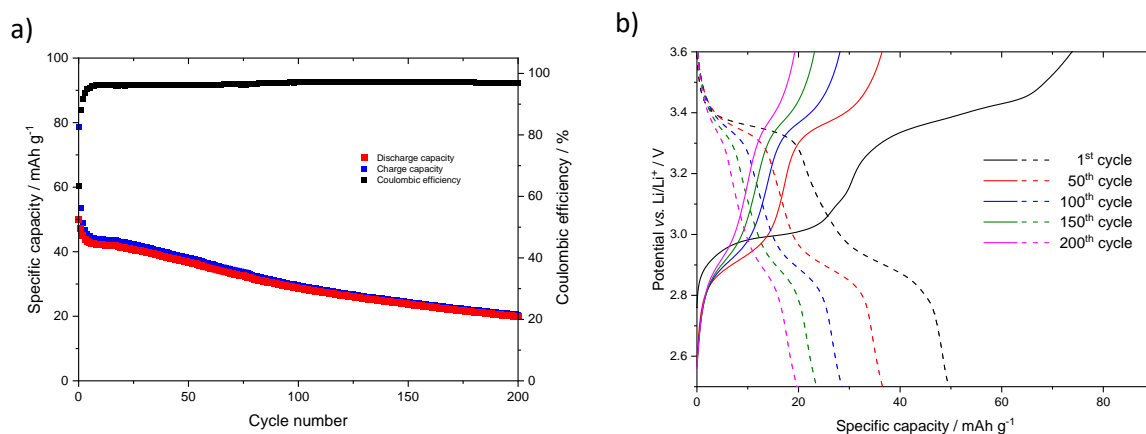 a)
Specific capacity / mAh g⁻¹
100
80
60
40
20
0
Discharge capacity
Charge capacity
Coulombic efficiency
100
80
60
40
20
0
Coulombic efficiency / %
0 50 100 150 200
Cycle number
b)
Potential vs. Li/Li⁺ / V
3.6
3.4
3.2
3.0
2.8
2.6
1st cycle
50th cycle
100th cycle
150th cycle
200th cycle
0 20 40 60 80
Specific capacity / mAh g⁻¹